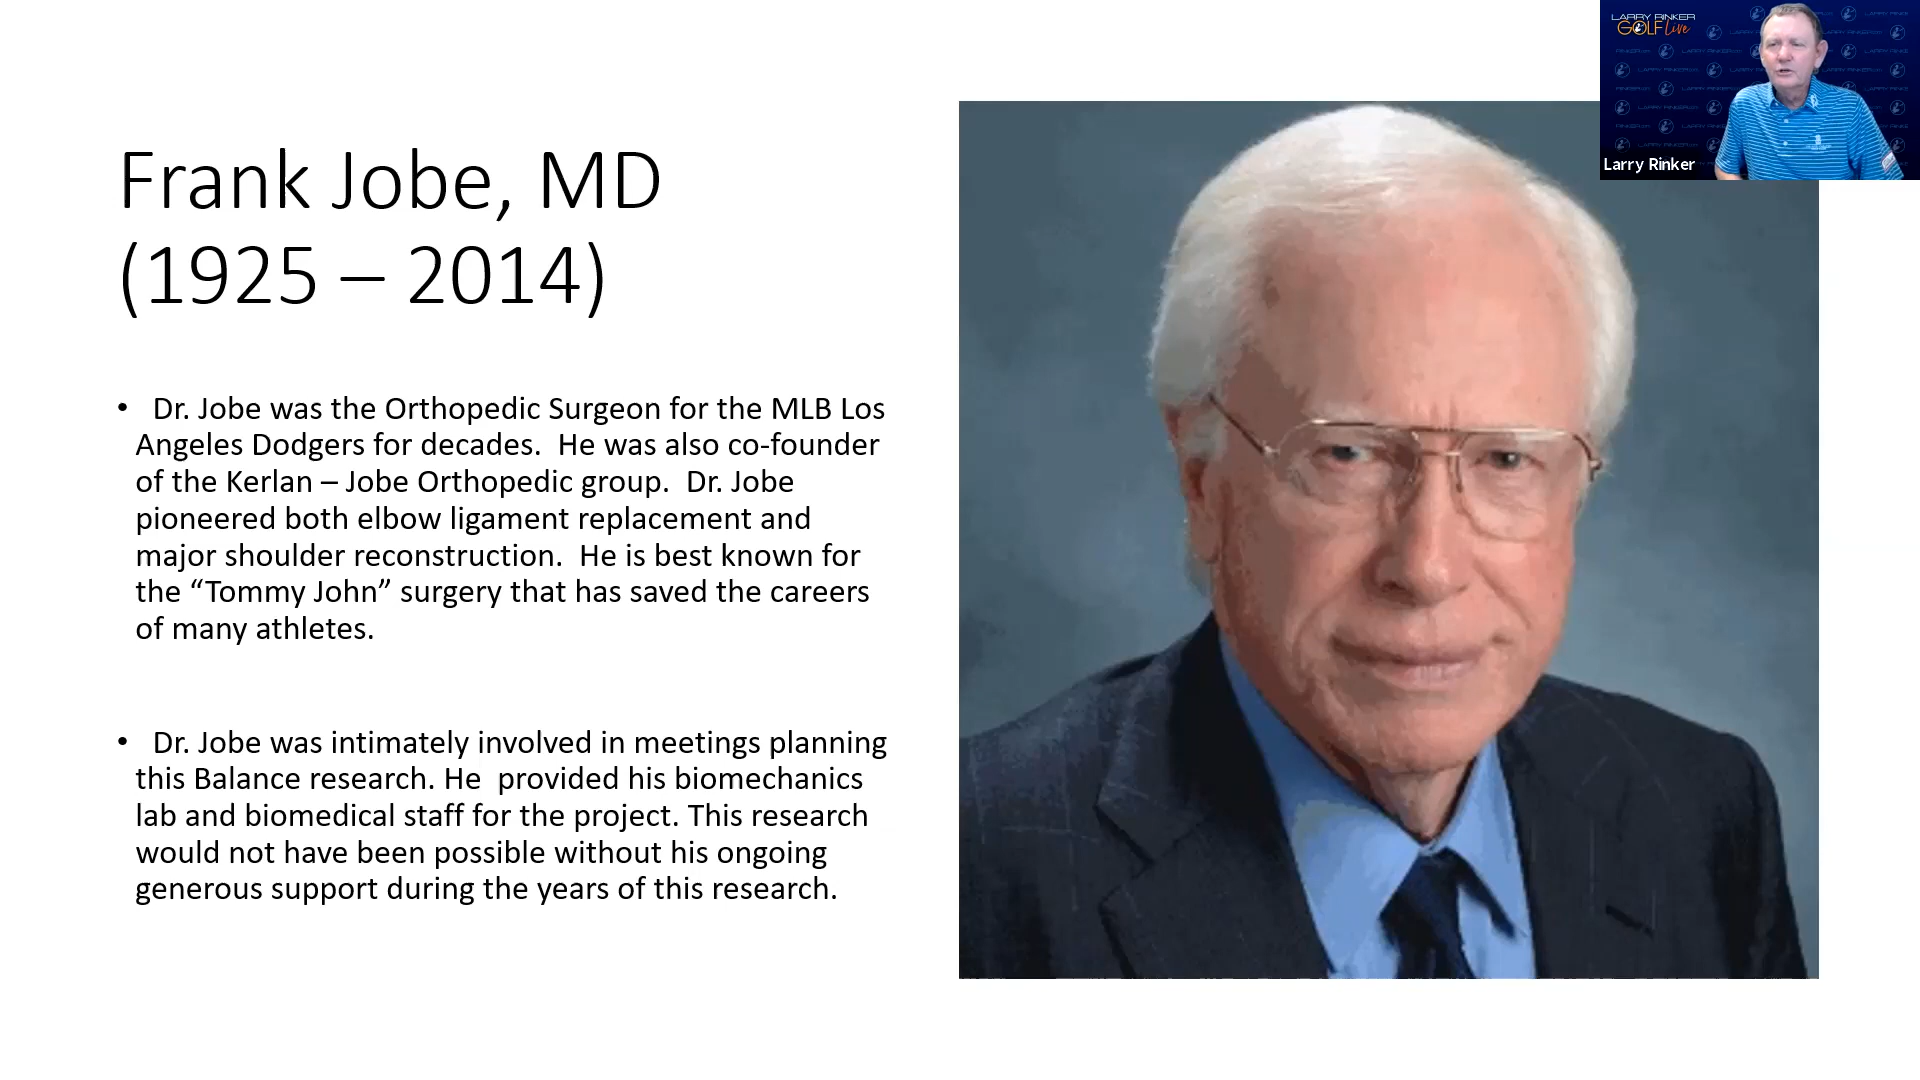 Frank Jobe, MD
(1925 – 2014)
• Dr. Jobe was the Orthopedic Surgeon for the MLB Los
Angeles Dodgers for decades.  He was also co-founder
of the Kerlan – Jobe Orthopedic group.  Dr. Jobe
pioneered both elbow ligament replacement and
major shoulder reconstruction.  He is best known for
the “Tommy John” surgery that has saved the careers
of many athletes.
• Dr. Jobe was intimately involved in meetings planning
this Balance research. He  provided his biomechanics
lab and biomedical staff for the project. This research
would not have been possible without his ongoing
generous support during the years of this research.
LARRY RINKER
GOLF Live
Larry Rinker